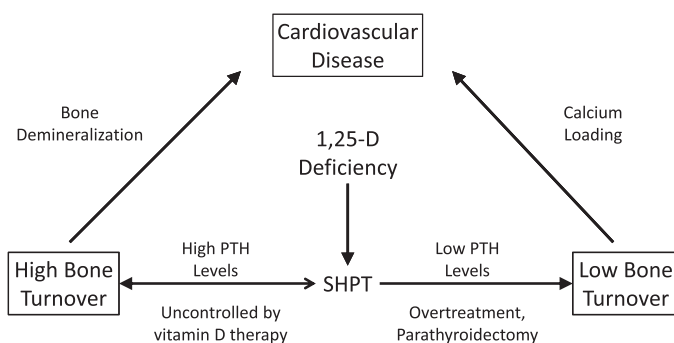 Cardiovascular
Disease
Bone
Demineralization
Calcium
Loading
1,25-D
Deficiency
High Bone
Turnover
High PTH
Levels
SHPT
Low PTH
Levels
Low Bone
Turnover
Uncontrolled by
vitamin D therapy
Overtreatment,
Parathyroidectomy